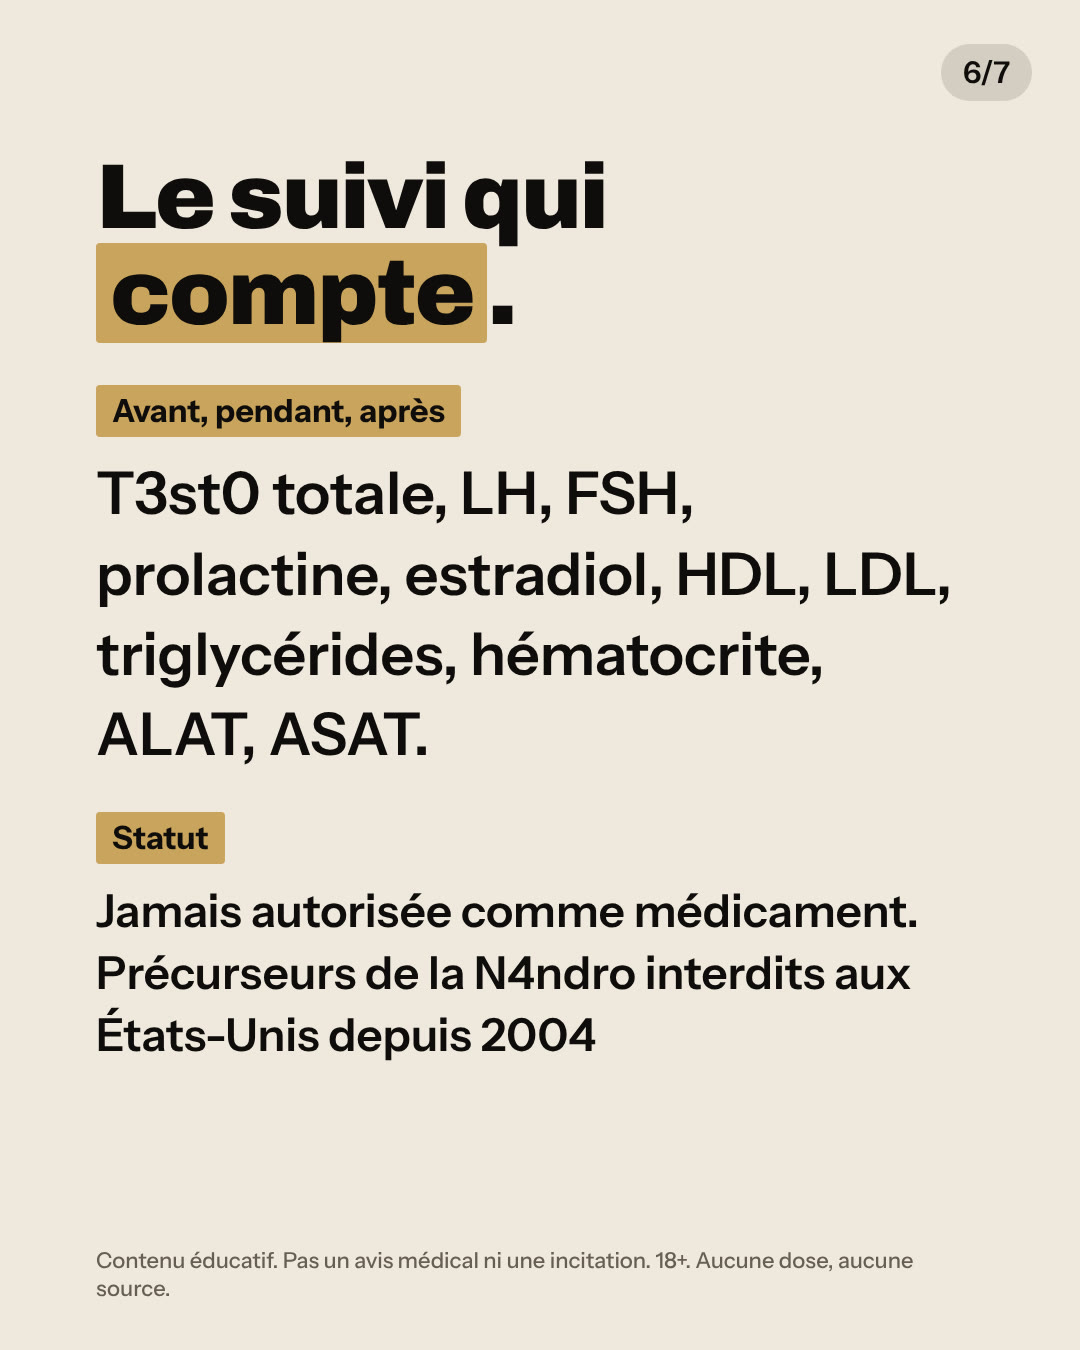 6/7
Le suivi qui
compte.
Avant, pendant, après
T3st0 totale, LH, FSH,
prolactine, estradiol, HDL, LDL,
triglycérides, hématocrite,
ALAT, ASAT.
Statut
Jamais autorisée comme médicament.
Précurseurs de la N4ndro interdits aux
États-Unis depuis 2004
Contenu éducatif. Pas un avis médical ni une incitation. 18+. Aucune dose, aucune
source.